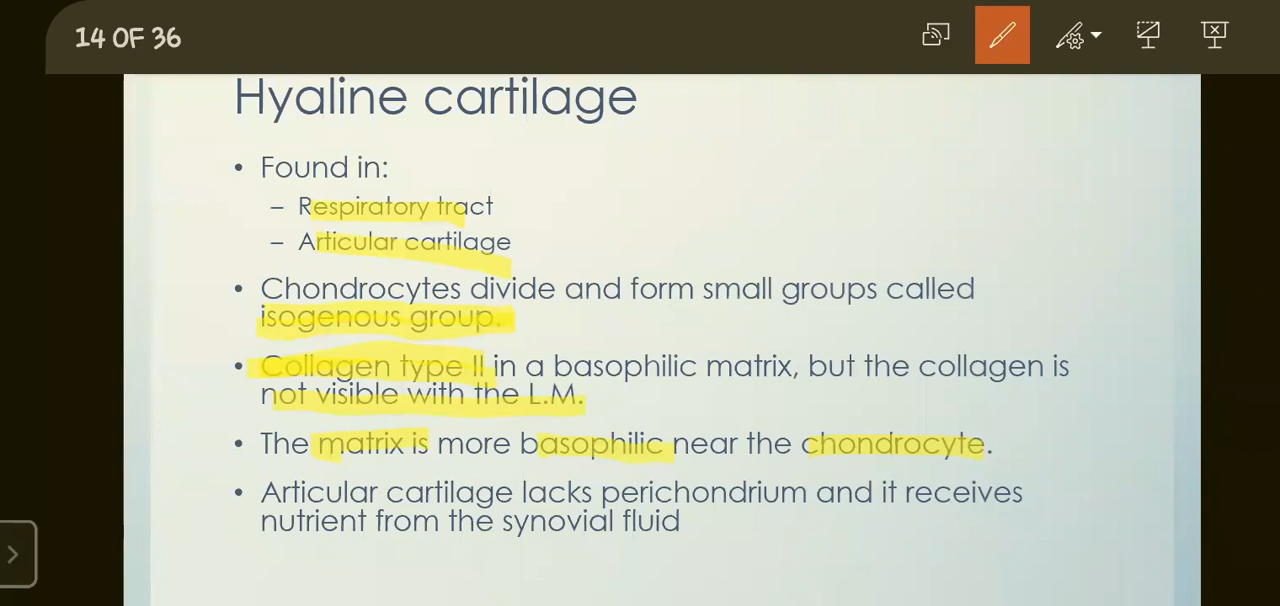 14 OF 36
Hyaline cartilage
• Found in:
– Respiratory tract
– Articular cartilage
• Chondrocytes divide and form small groups called
isogenous group.
• Collagen type II in a basophilic matrix, but the collagen is
not visible with the L.M.
• The matrix is more basophilic near the chondrocyte.
• Articular cartilage lacks perichondrium and it receives
nutrient from the synovial fluid